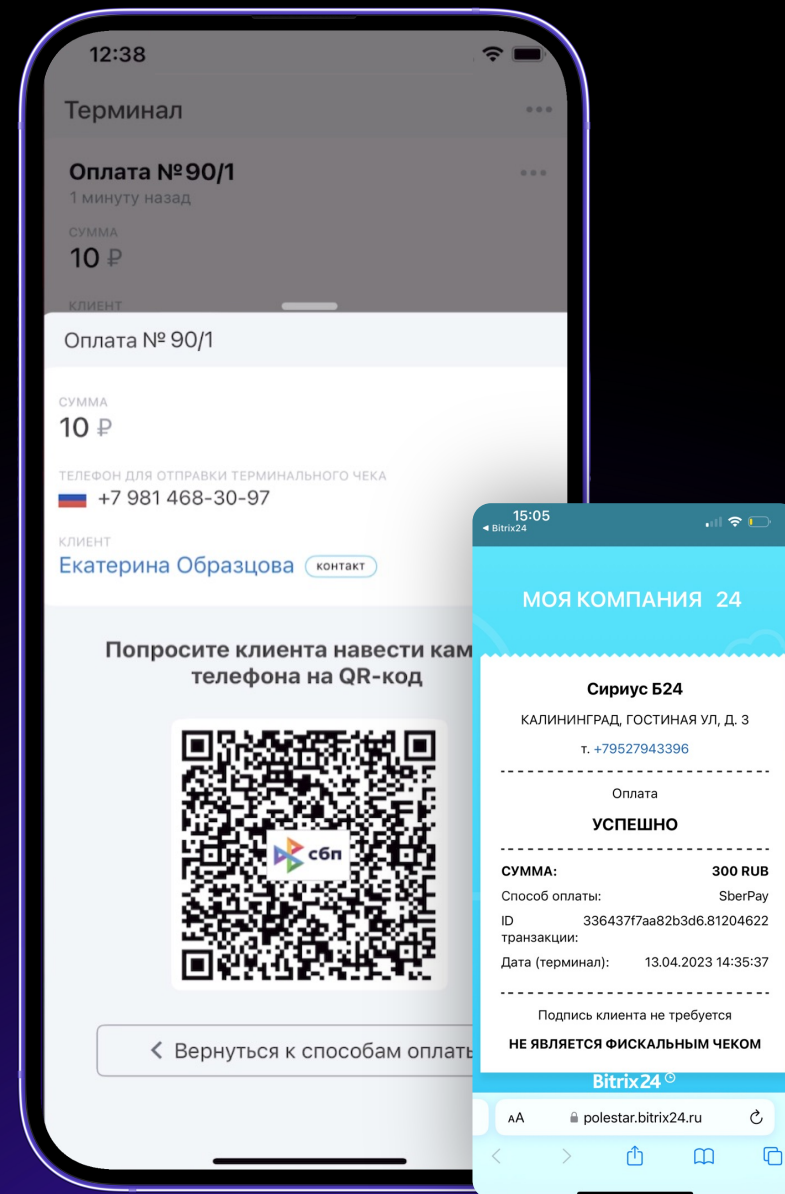 12:38
Терминал
Оплата №90/1
1 минуту назад
СУММА
10 ₽
КЛИЕНТ
Оплата № 90/1
СУММА
10 ₽
ТЕЛЕФОН ДЛЯ ОТПРАВКИ ТЕРМИНАЛЬНОГО ЧЕКА
+7 981 468-30-97
КЛИЕНТ
Екатерина Образцова контакт
Попросите клиента навести кам
телефона на QR-код
сбп
Вернуться к способам оплаты
15:05
Bitrix24
МОЯ КОМПАНИЯ 24
Сириус Б24
КАЛИНИНГРАД, ГОСТИНАЯ УЛ, Д. 3
т. +79527943396
Оплата
УСПЕШНО
СУММА: 300 RUB
Способ оплаты: SberPay
ID 336437f7aa82b3d6.81204622
транзакции:
Дата (терминал): 13.04.2023 14:35:37
Подпись клиента не требуется
НЕ ЯВЛЯЕТСЯ ФИСКАЛЬНЫМ ЧЕКОМ
Bitrix24
AA polestar.bitrix24.ru